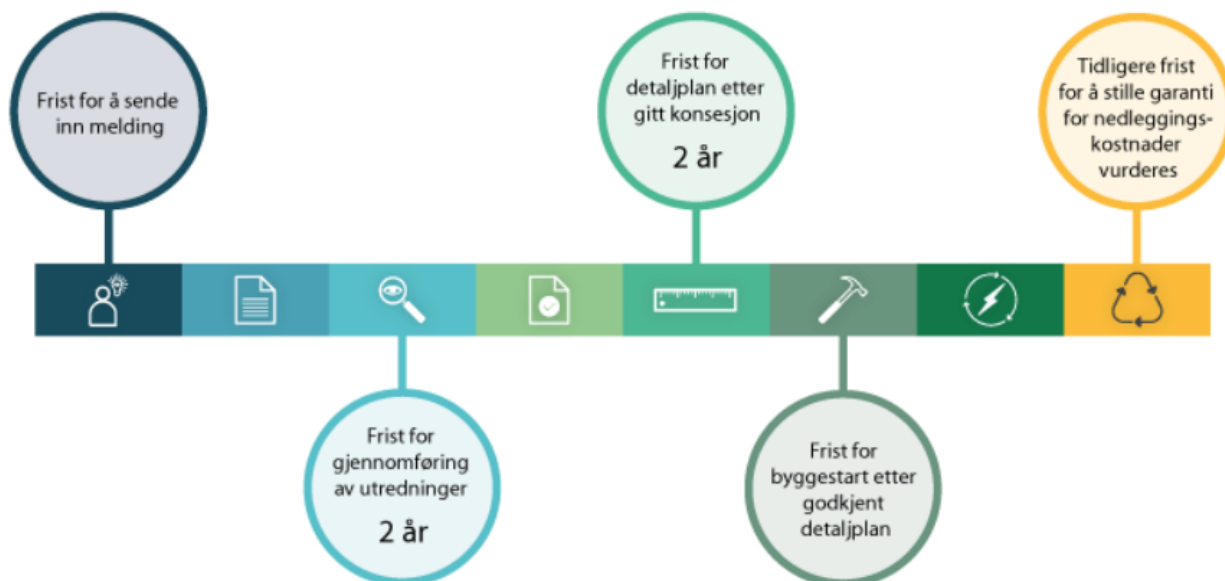 Frist for å sende
inn melding
Frist for
detaljplan etter
gitt konsesjon
2 år
Tidligere frist
for å stille garanti
for nedleggings-
kostnader
vurderes
Frist for
gjennomføring
av utredninger
2 år
Frist for
byggestart etter
godkjent
detaljplan